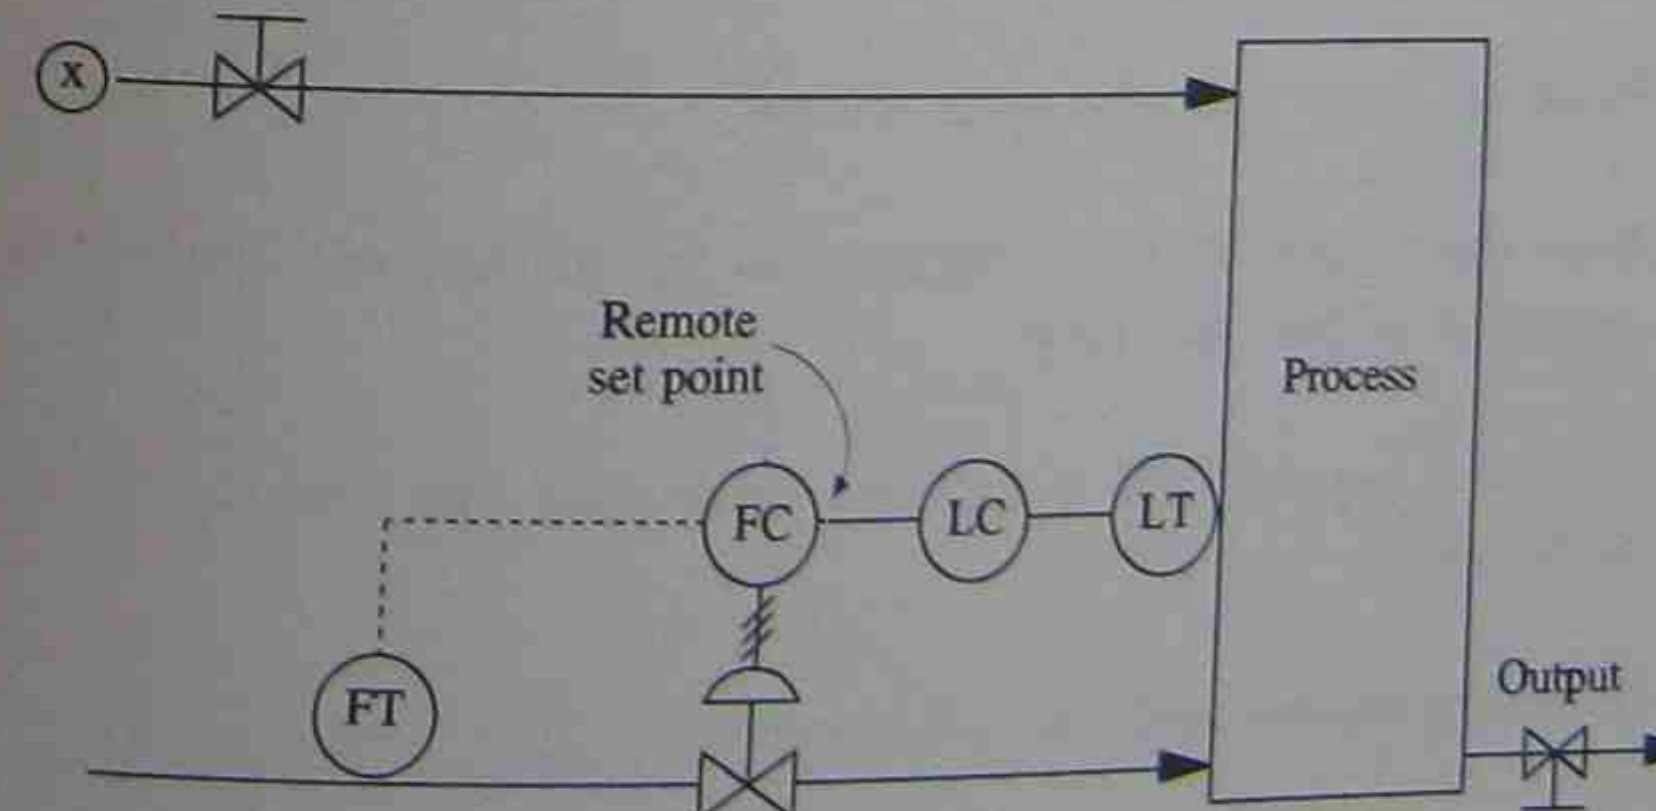 X
Remote
set point
Process
FC
LC
LT
FT
Output